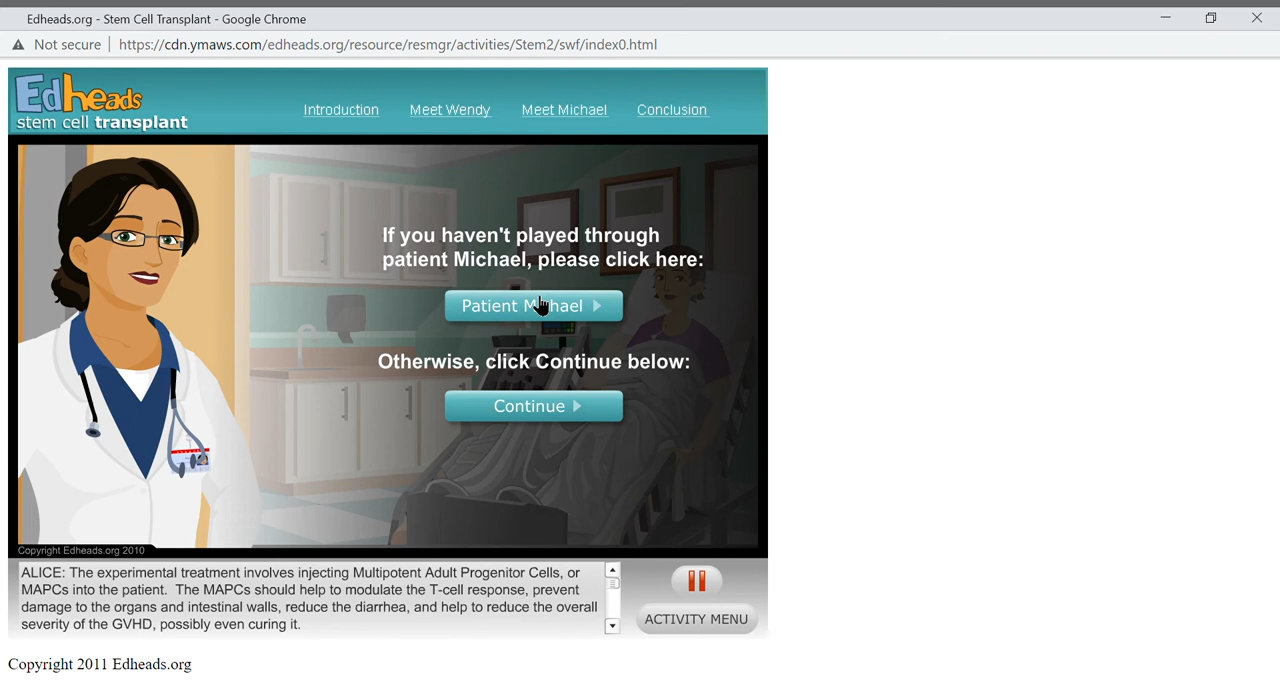 Edheads.org - Stem Cell Transplant - Google Chrome
Not secure | https://cdn.ymaws.com/edheads.org/resource/resmgr/activities/Stem2/swf/index0.html
Edheads
stem cell transplant
Introduction Meet Wendy Meet Michael Conclusion
If you haven't played through
patient Michael, please click here:
Patient Michael
Otherwise, click Continue below:
Continue
Copyright Edheads.org 2010
ALICE: The experimental treatment involves injecting Multipotent Adult Progenitor Cells, or
MAPCs into the patient. The MAPCs should help to modulate the T-cell response, prevent
damage to the organs and intestinal walls, reduce the diarrhea, and help to reduce the overall
severity of the GVHD, possibly even curing it.
ACTIVITY MENU
Copyright 2011 Edheads.org